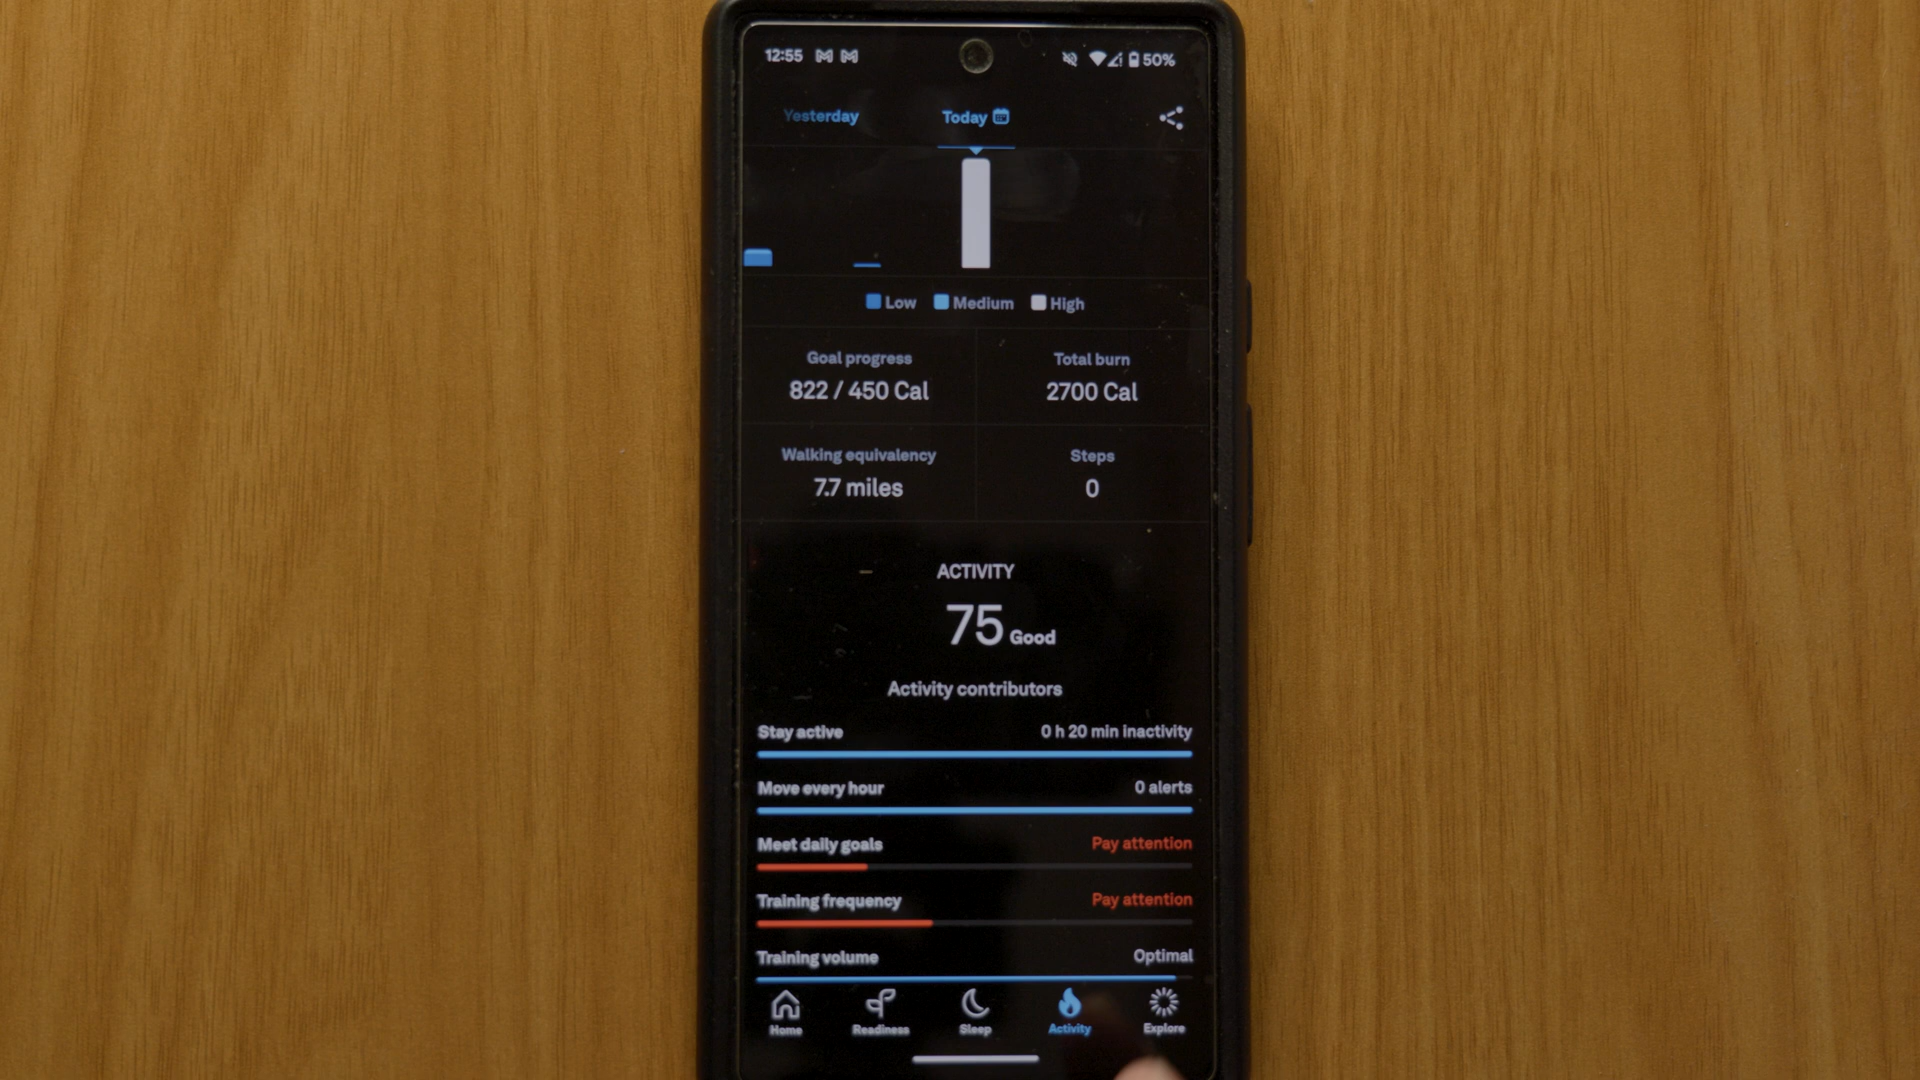 12:55 50%
Yesterday Today
Low Medium High
Goal progress Total burn
822 / 450 Cal 2700 Cal
Walking equivalency Steps
7.7 miles 0
ACTIVITY
75 Good
Activity contributors
Stay active 0 h 20 min inactivity
Move every hour 0 alerts
Meet daily goals Pay attention
Training frequency Pay attention
Training volume Optimal
Home Readiness Sleep Activity Explore